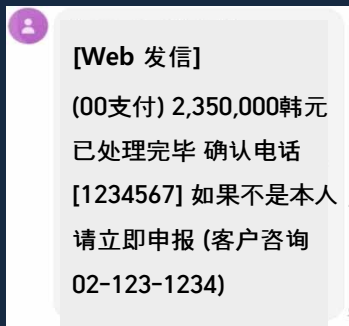 [Web 发信]
(00支付) 2,350,000韩元
已处理完毕 确认电话
[1234567] 如果不是本人
请立即申报 (客户咨询
02-123-1234)